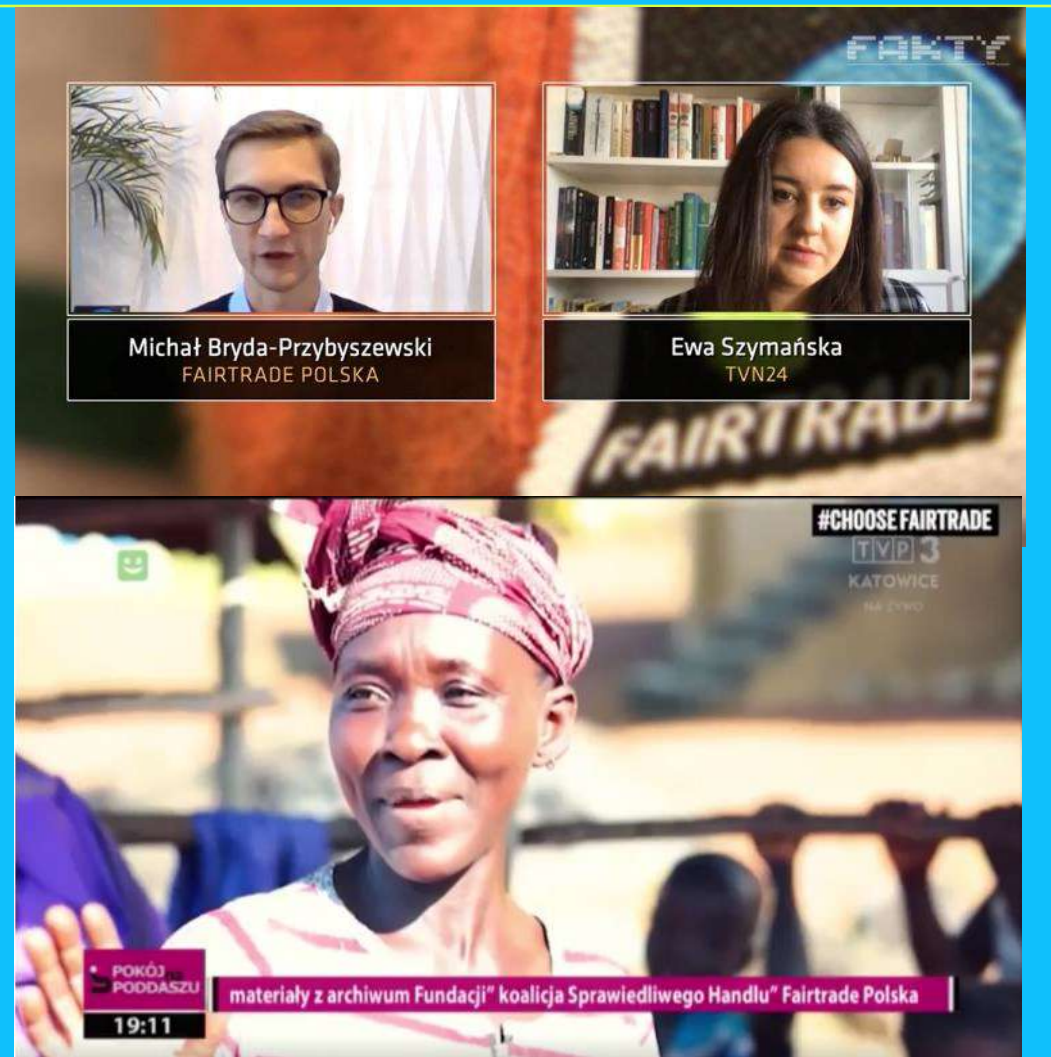 FAKTY
Michał Bryda-Przybyszewski
FAIRTRADE POLSKA
Ewa Szymańska
TVN24
FAIRTRADE
#CHOOSE FAIRTRADE
TVP 3
KATOWICE
NA ŻYWO
POKÓJ na
PODDASZU
materiały z archiwum Fundacji” koalicja Sprawiedliwego Handlu” Fairtrade Polska
19:11